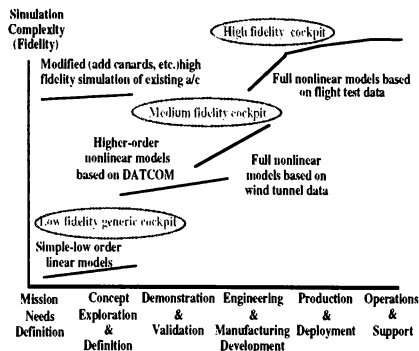 Simulation
Complexity
(Fidelity)
High fidelity cockpit
Modified (add canards, etc.)high
fidelity simulation of existing a/c
Full nonlinear models based
on flight test data
Medium fidelity cockpit
Higher-order
nonlinear models
based on DATCOM
Full nonlinear
models based on
wind tunnel data
Low fidelity generic cockpit
Simple-low order
linear models
Mission
Needs
Definition
Concept
Exploration
&
Definition
Demonstration
&
Validation
Engineering
&
Manufacturing
Development
Production
&
Deployment
Operations
&
Support